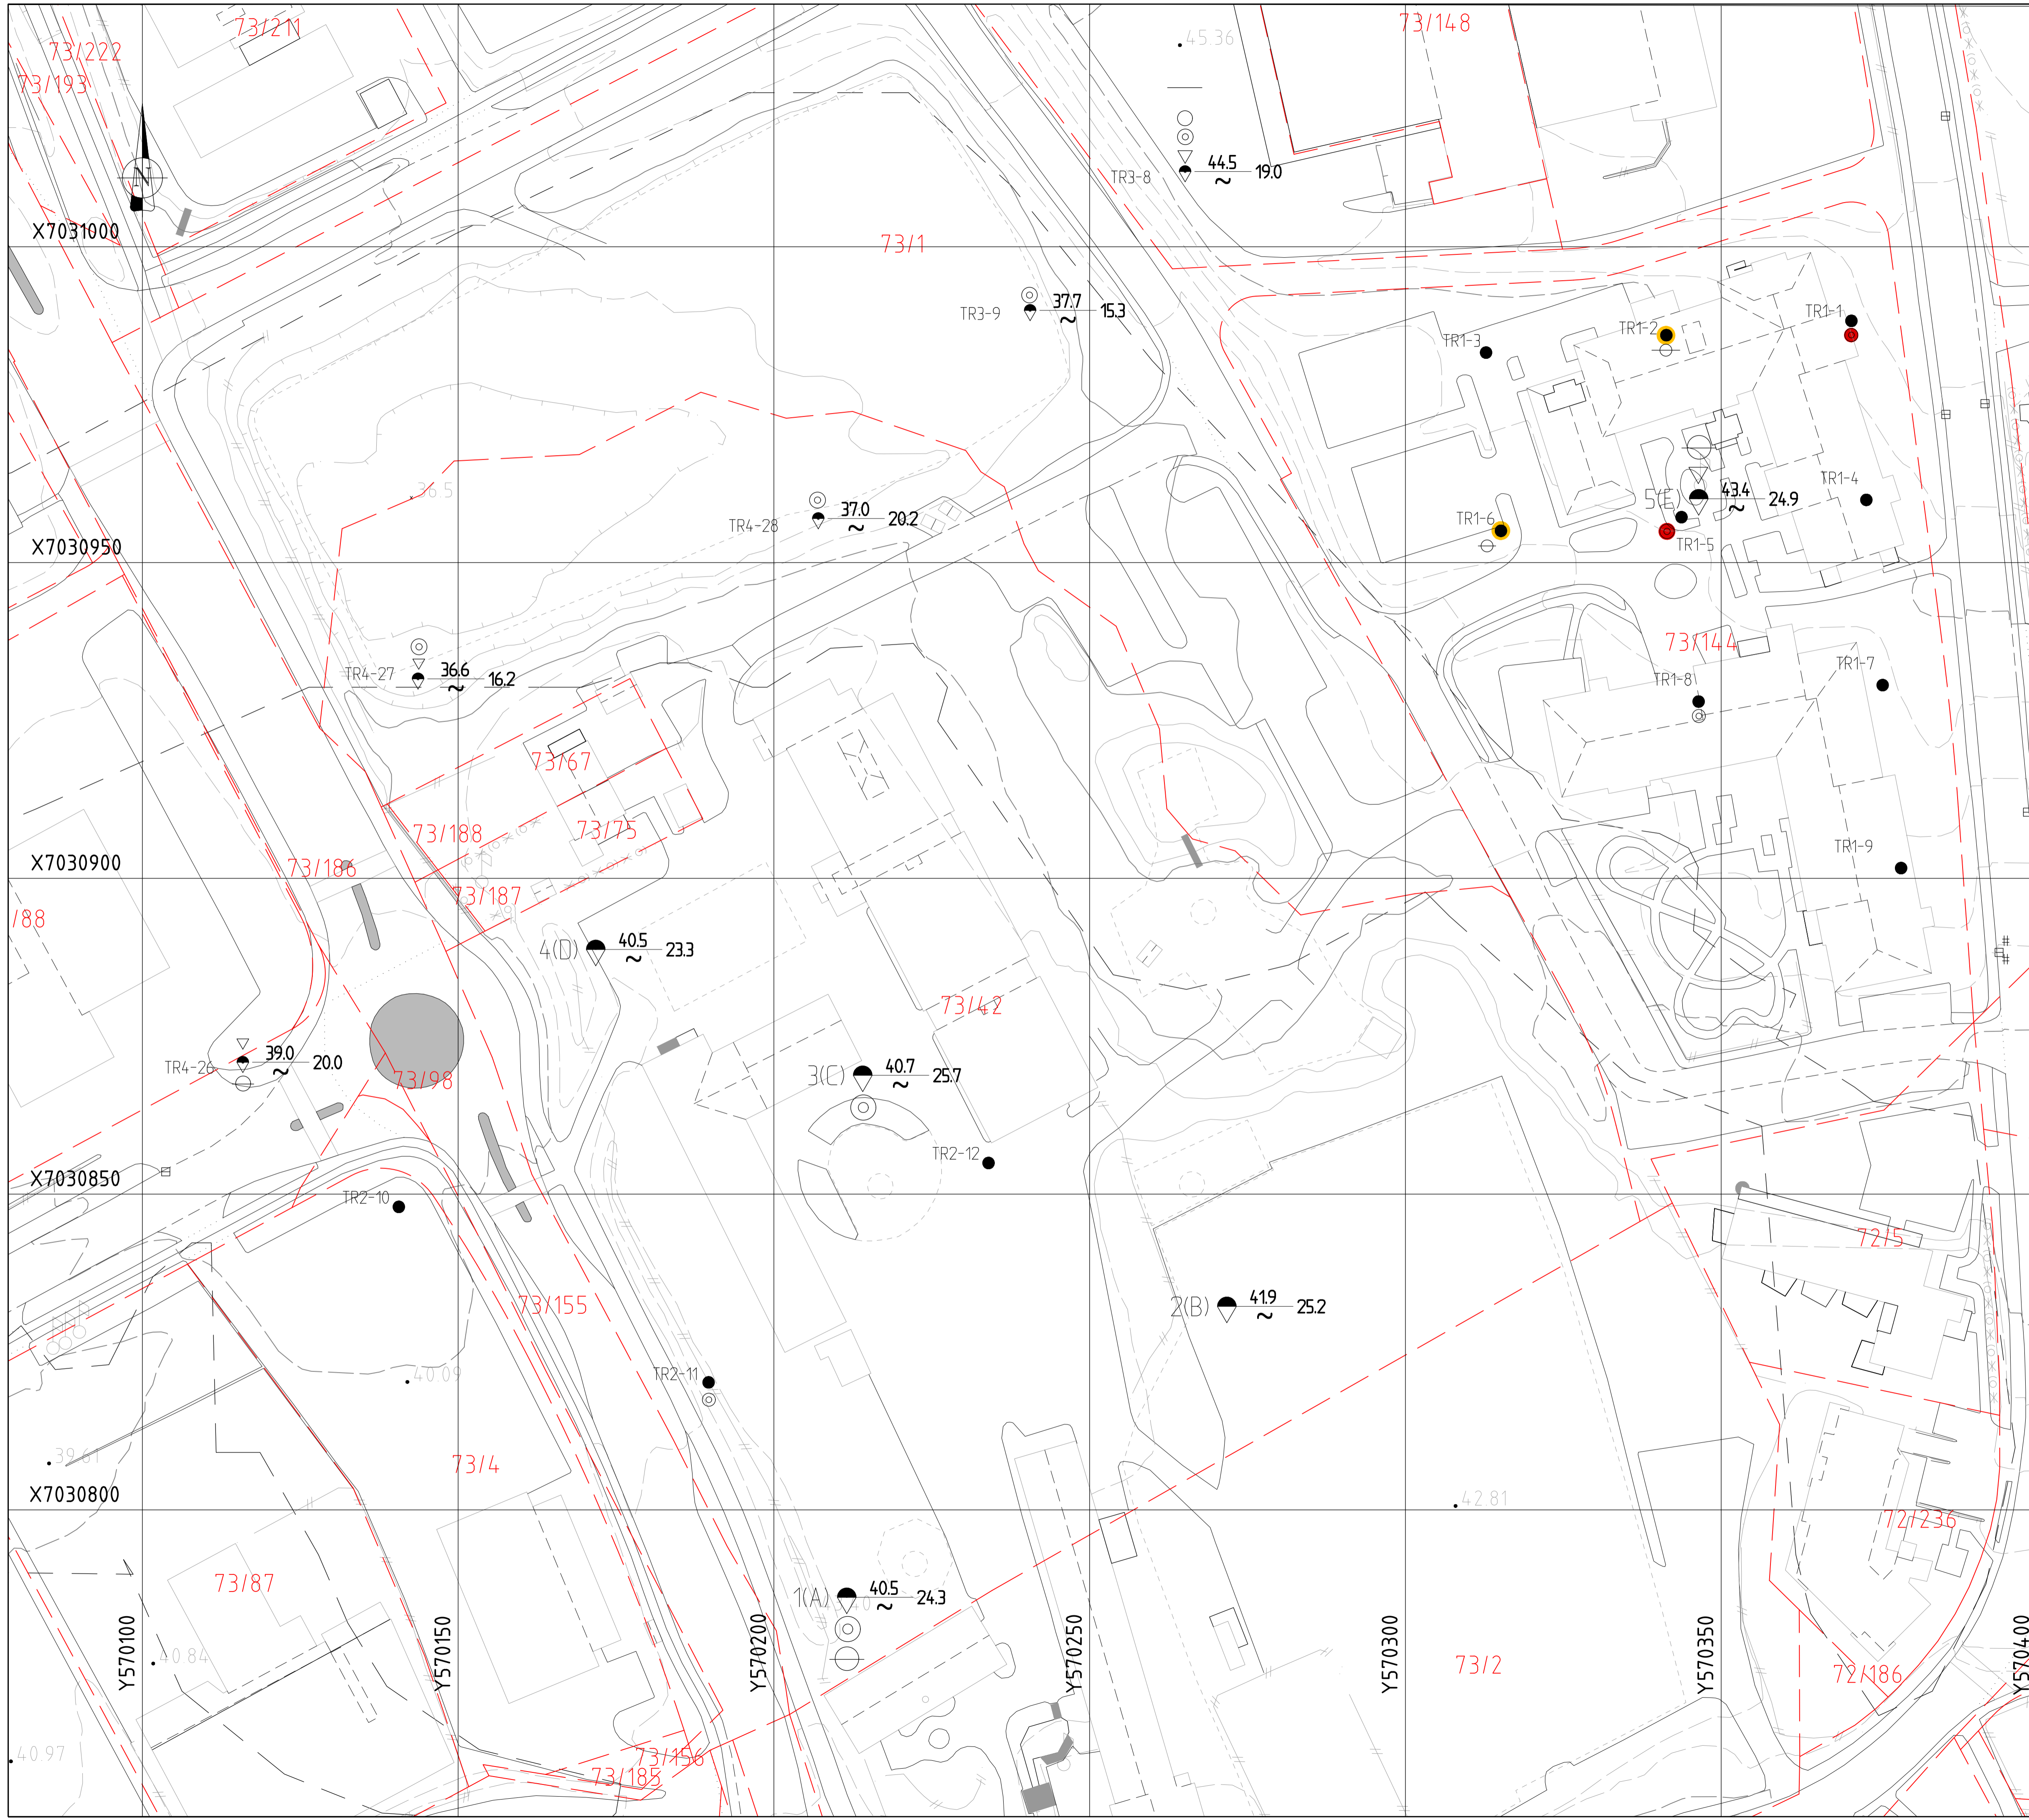 73/211
73/148
73/222
45.36
73/193
N
TR3-8
44.5
~
19.0
X7031000
73/1
TR3-9
37.7
~
15.3
TR1-1
TR1-2
TR1-3
TR1-4
36.5
5(E)
43.4
~
24.9
TR4-28
37.0
~
20.2
TR1-6
TR1-5
X7030950
73/144
TR1-7
TR4-27
36.6
~
16.2
TR1-8
73/67
73/188
73/75
TR1-9
X7030900
73/186
73/187
/88
4(D)
40.5
~
23.3
73/42
TR4-26
39.0
~
20.0
73/98
3(C)
40.7
~
25.7
TR2-12
X7030850
TR2-10
72/5
73/155
2(B)
41.9
~
25.2
TR2-11
40.09
39.61
73/4
X7030800
42.81
72/236
73/87
1(A)
40.5
~
24.3
Y570100
Y570150
Y570200
Y570250
Y570300
Y570350
Y570400
40.84
73/2
72/186
73/156
40.97
73/185